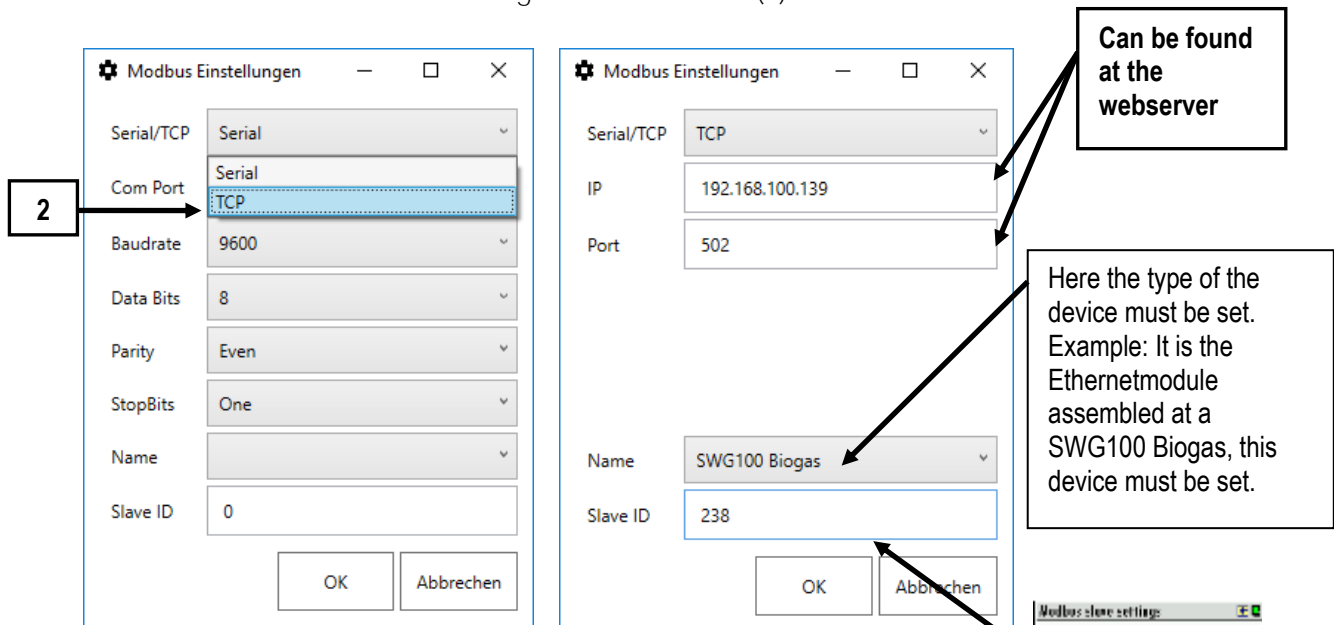 Can be found
at the
webserver
Modbus Einstellungen
Serial/TCP Serial
Serial
TCP
Com Port
2
Baudrate 9600
Data Bits 8
Parity Even
StopBits One
Name
Slave ID 0
OK Abbrechen
Modbus Einstellungen
Serial/TCP TCP
IP 192.168.100.139
Port 502
Name SWG100 Biogas
Slave ID 238
OK Abbrechen
Here the type of the
device must be set.
Example: It is the
Ethernetmodule
assembled at a
SWG100 Biogas, this
device must be set.
Modbus slave settings